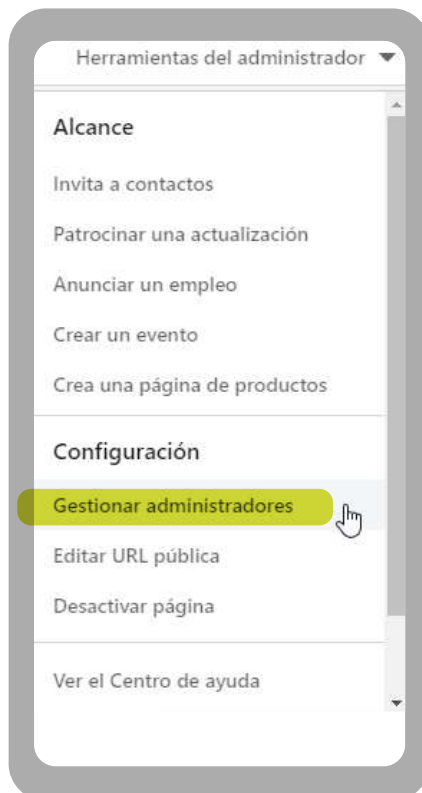 Herramientas del administrador
Alcance
Invita a contactos
Patrocinar una actualización
Anunciar un empleo
Crear un evento
Crea una página de productos
Configuración
Gestionar administradores
Editar URL pública
Desactivar página
Ver el Centro de ayuda